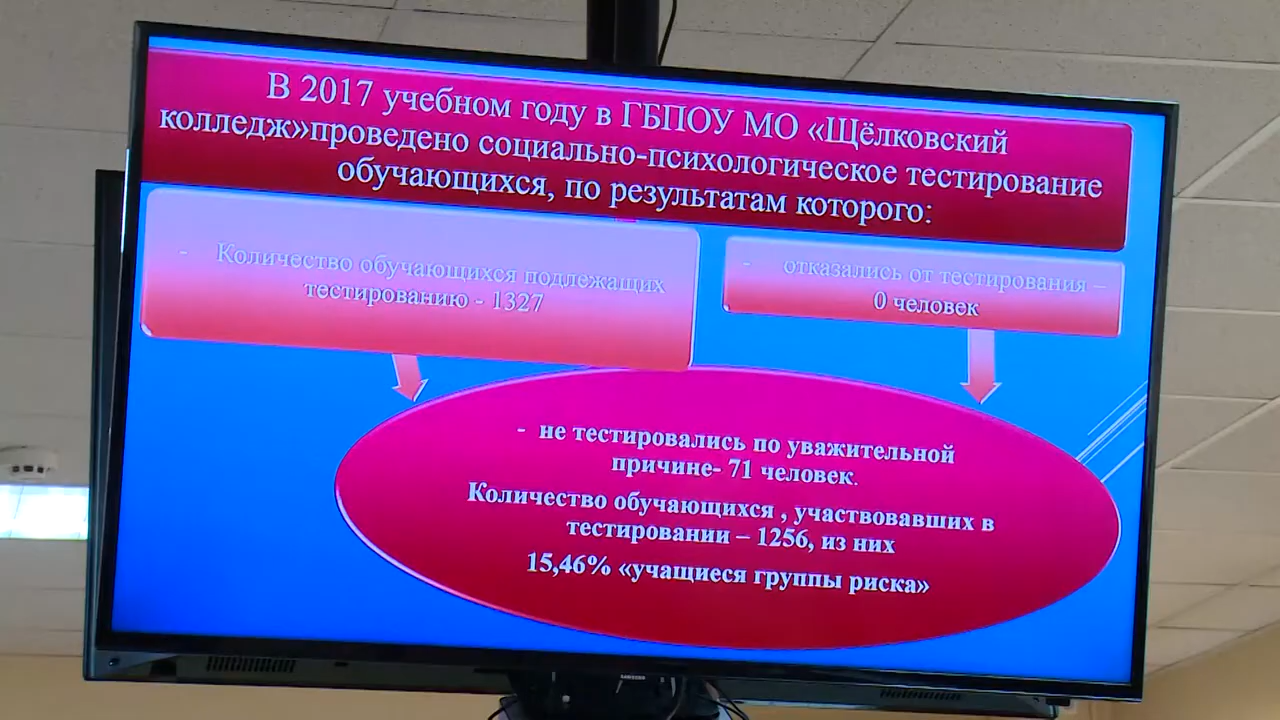 В 2017 учебном году в ГБПОУ МО «Щёлковский
колледж»проведено социально-психологическое тестирование
обучающихся, по результатам которого:
- Количество обучающихся подлежащих
тестированию - 1327
- отказались от тестирования –
0 человек
- не тестировались по уважительной
причине- 71 человек.
Количество обучающихся , участвовавших в
тестировании – 1256, из них
15,46% «учащиеся группы риска»
SAMSUNG